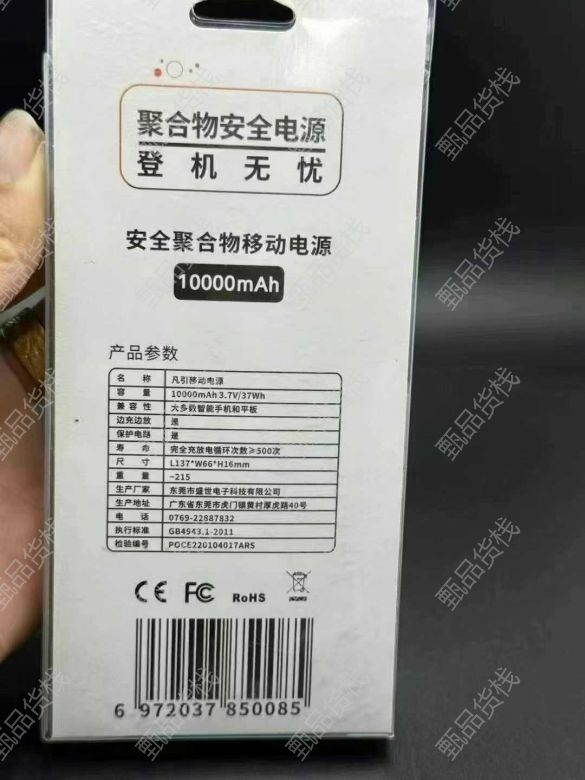 聚合物安全电源
登机无忧
安全聚合物移动电源
10000mAh
产品参数
名 称 凡引移动电源
容 量 10000mAh 3.7V/37Wh
兼 容 性 大多数智能手机和平板
边充边放 是
保护电路 是
寿 命 完全充放电循环次数≥500次
尺 寸 L137*W66*H16mm
重 量 ~215
生产厂家 东莞市盛世电子科技有限公司
生产地址 广东省东莞市虎门镇黄村厚虎路40号
电 话 0769-22887832
执行标准 GB4943.1-2011
检验编号 POCE220104017ARS
CE FC RoHS
6 972037 850085
甄品货栈